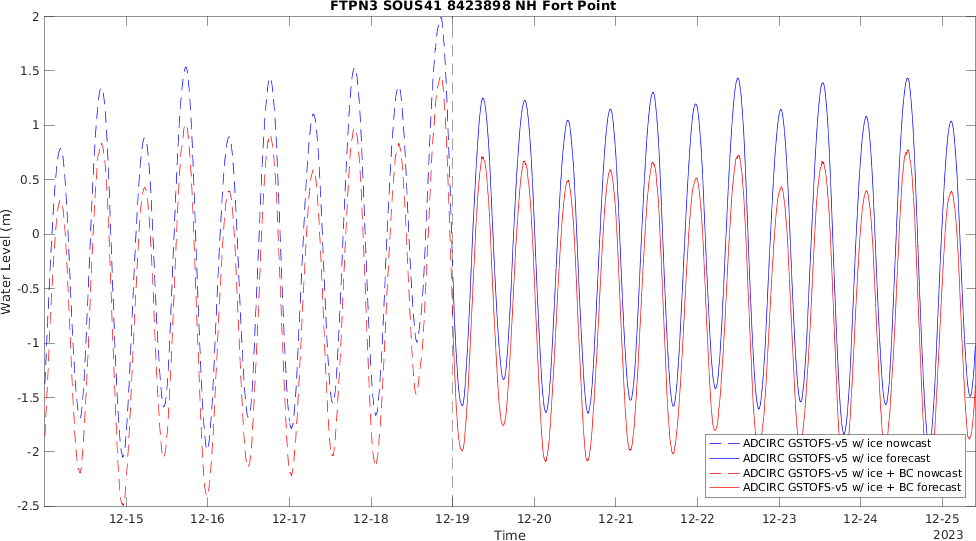 FTPN3 SOUS41 8423898 NH Fort Point
2
1.5
1
0.5
0
-0.5
-1
-1.5
-2
-2.5
Water Level (m)
ADCIRC GSTOFS-v5 w/ ice nowcast
ADCIRC GSTOFS-v5 w/ ice forecast
ADCIRC GSTOFS-v5 w/ ice + BC nowcast
ADCIRC GSTOFS-v5 w/ ice + BC forecast
12-15 12-16 12-17 12-18 12-19 12-20 12-21 12-22 12-23 12-24 12-25
Time
2023